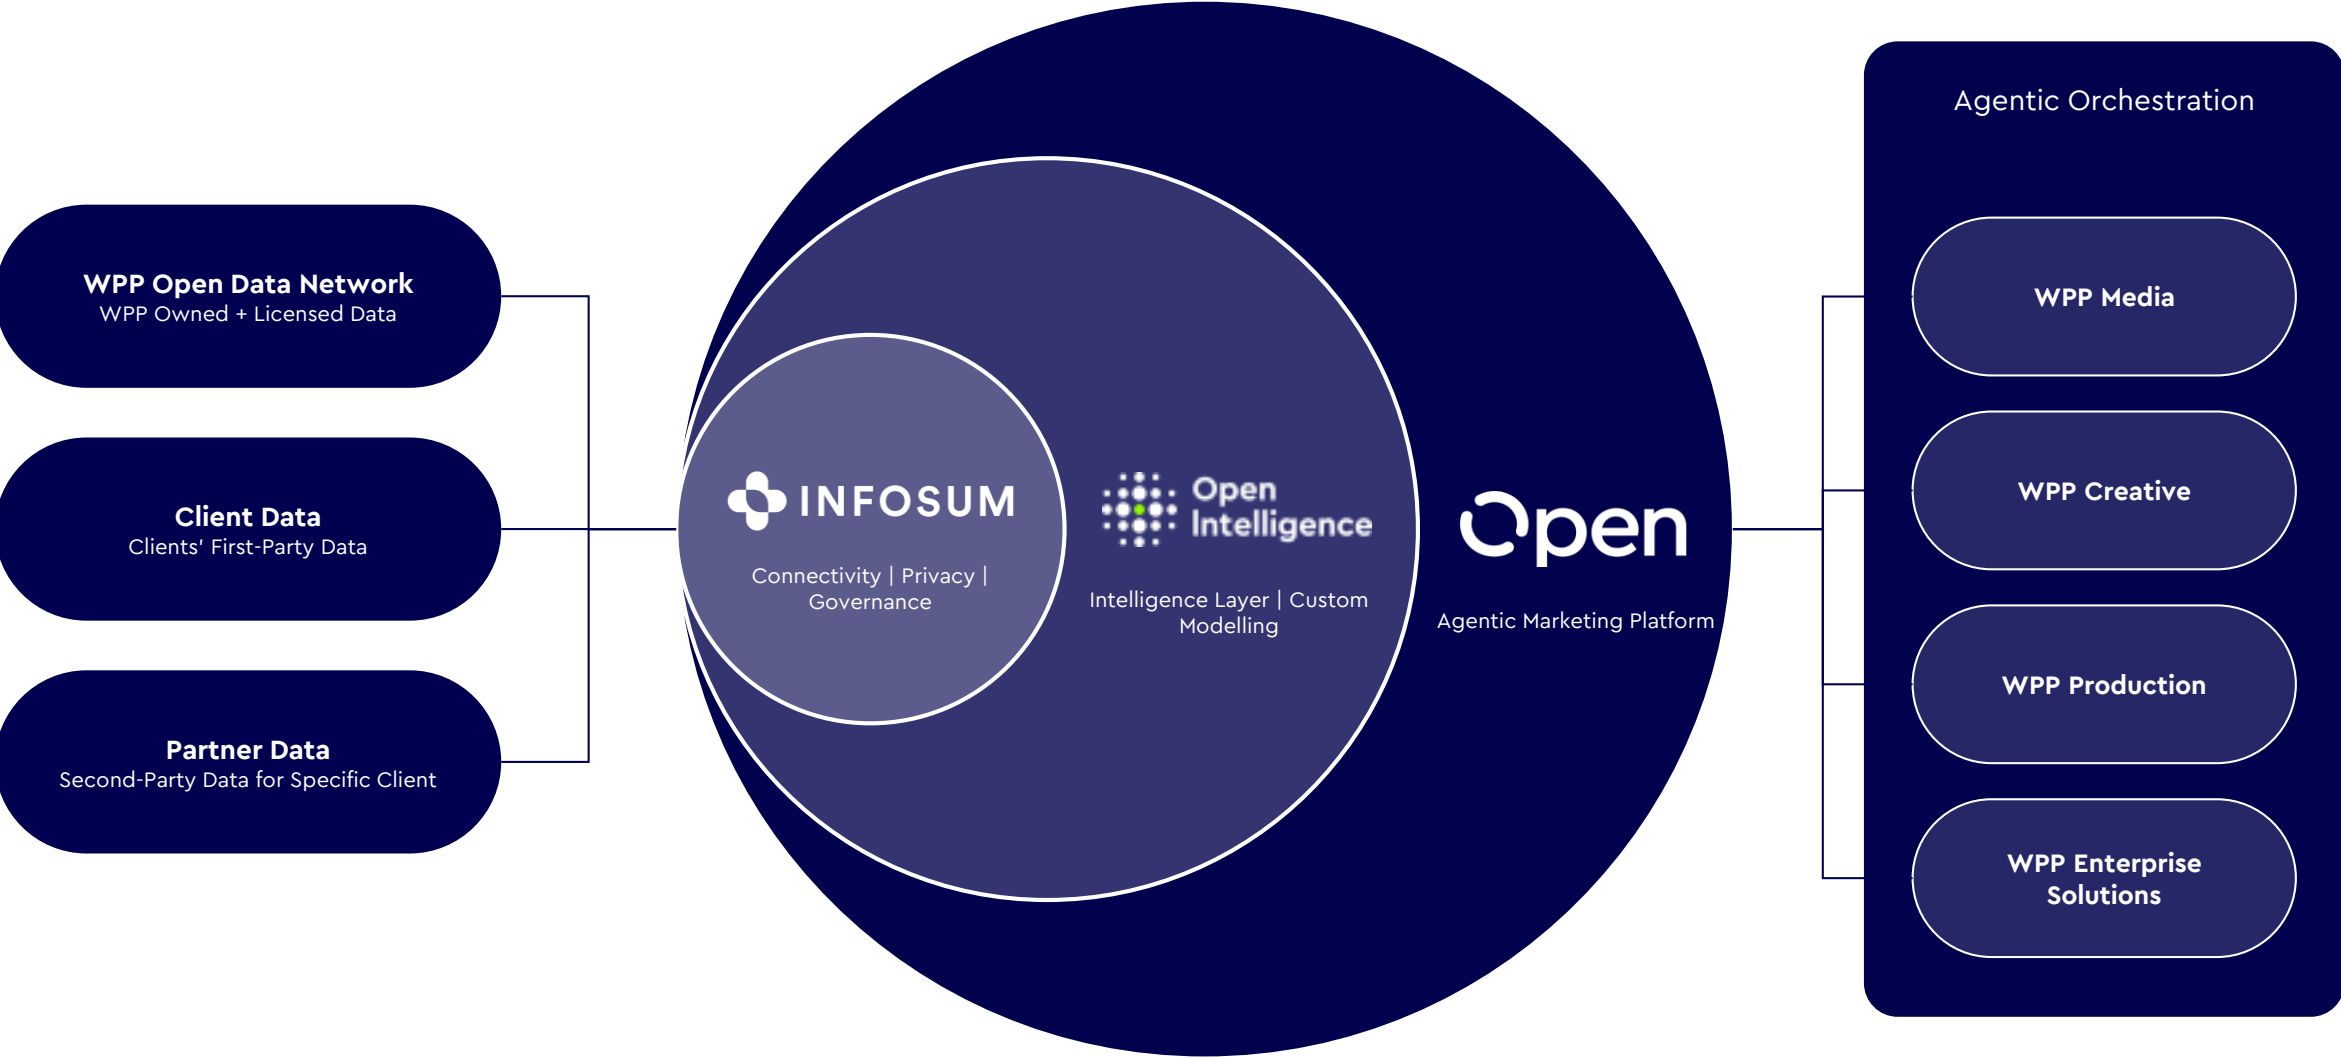 WPP Open Data Network
WPP Owned + Licensed Data
Client Data
Clients' First-Party Data
Partner Data
Second-Party Data for Specific Client
INFOSUM
Connectivity | Privacy |
Governance
Open
Intelligence
Intelligence Layer | Custom
Modelling
Open
Agentic Marketing Platform
Agentic Orchestration
WPP Media
WPP Creative
WPP Production
WPP Enterprise
Solutions